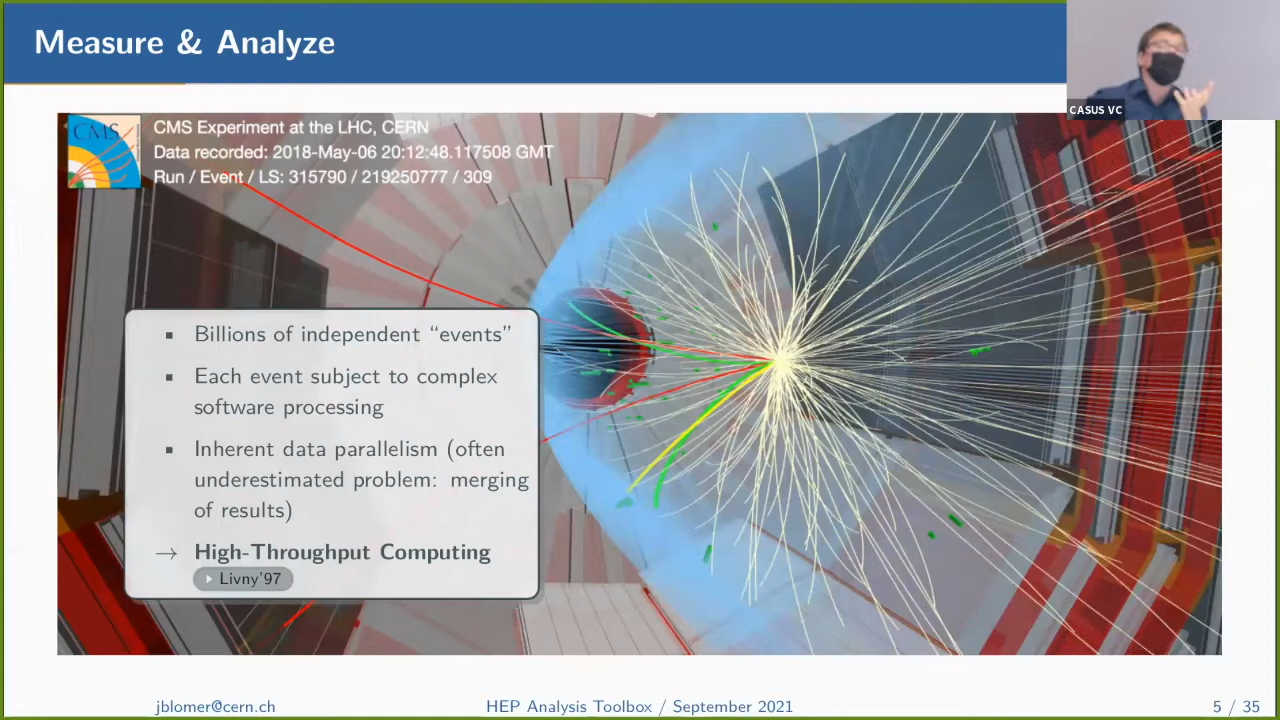 Measure & Analyze
CASUS VC
CMS
CMS Experiment at the LHC, CERN
Data recorded: 2018-May-06 20:12:48.117508 GMT
Run / Event / LS: 315790 / 219250777 / 309
▪ Billions of independent “events”
▪ Each event subject to complex
software processing
▪ Inherent data parallelism (often
underestimated problem: merging
of results)
→ High-Throughput Computing
Livny’97
jblomer@cern.ch
HEP Analysis Toolbox / September 2021
5 / 35